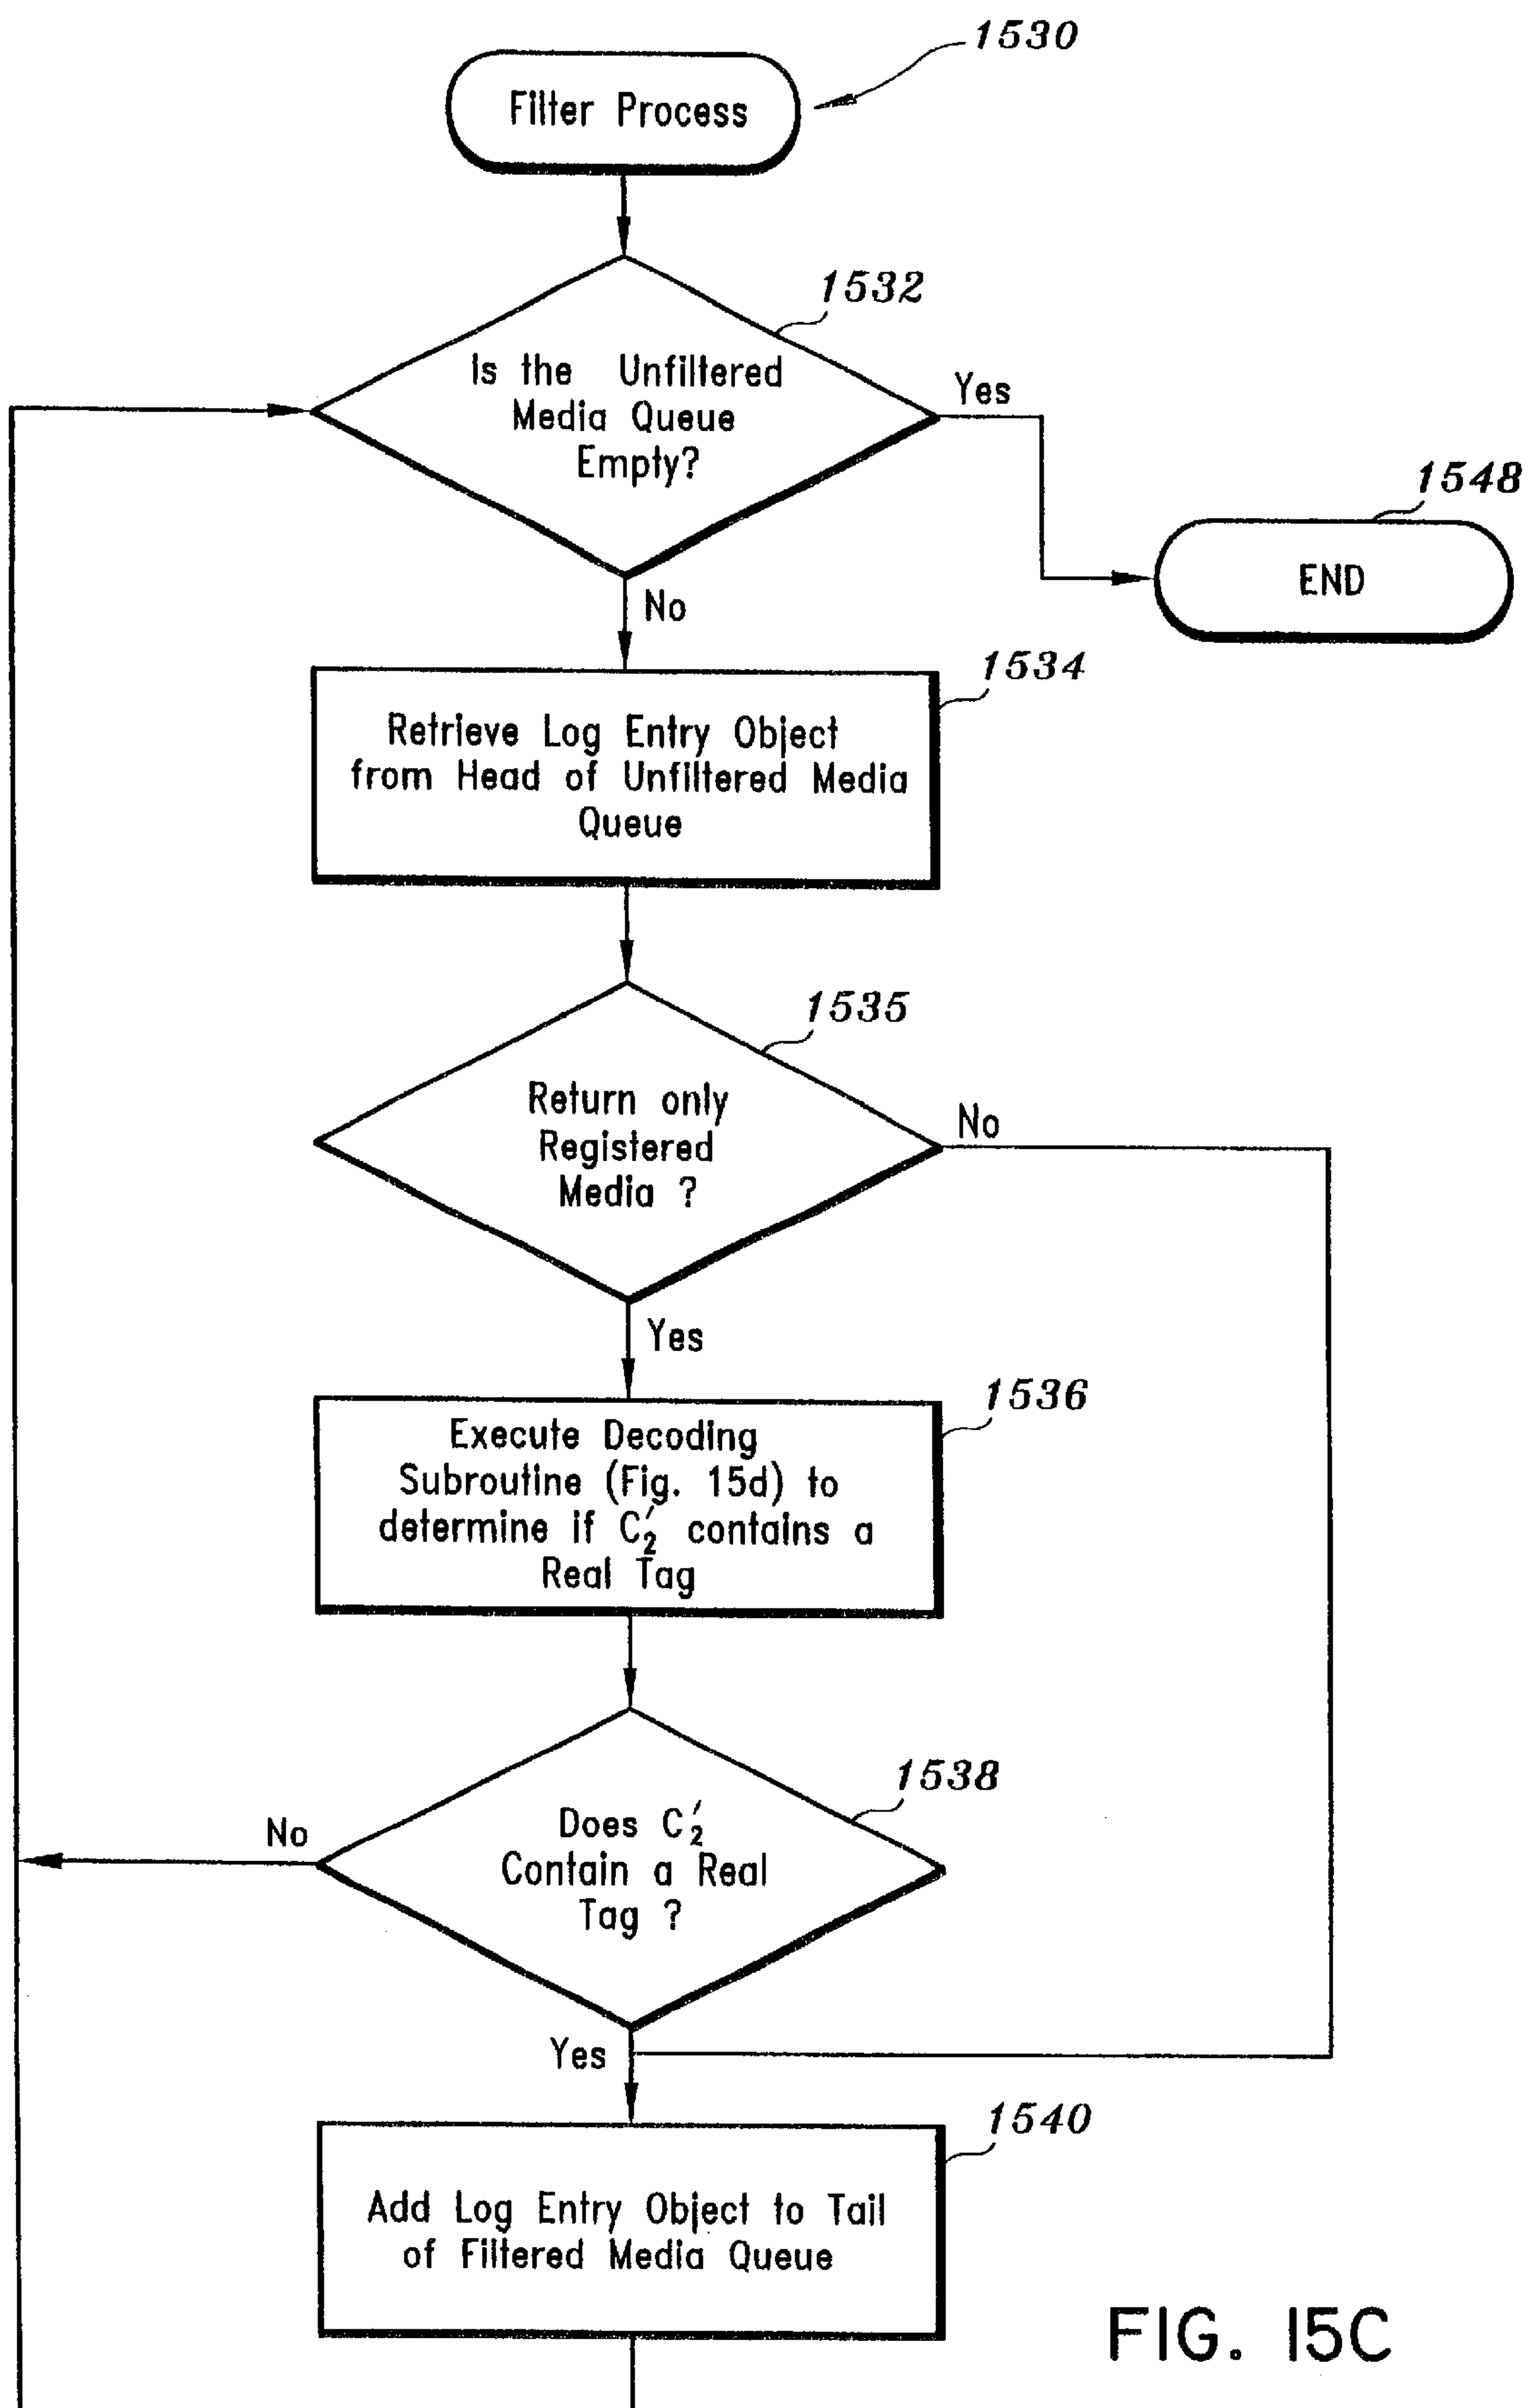 1530
Filter Process
1532
Is the Unfiltered
Media Queue
Empty?
Yes
1548
END
No
1534
Retrieve Log Entry Object
from Head of Unfiltered Media
Queue
1535
Return only
Registered
Media ?
No
Yes
1536
Execute Decoding
Subroutine (Fig. 15d) to
determine if C₂′ contains a
Real Tag
1538
Does C₂′
Contain a Real
Tag ?
No
Yes
1540
Add Log Entry Object to Tail
of Filtered Media Queue
FIG. 15C